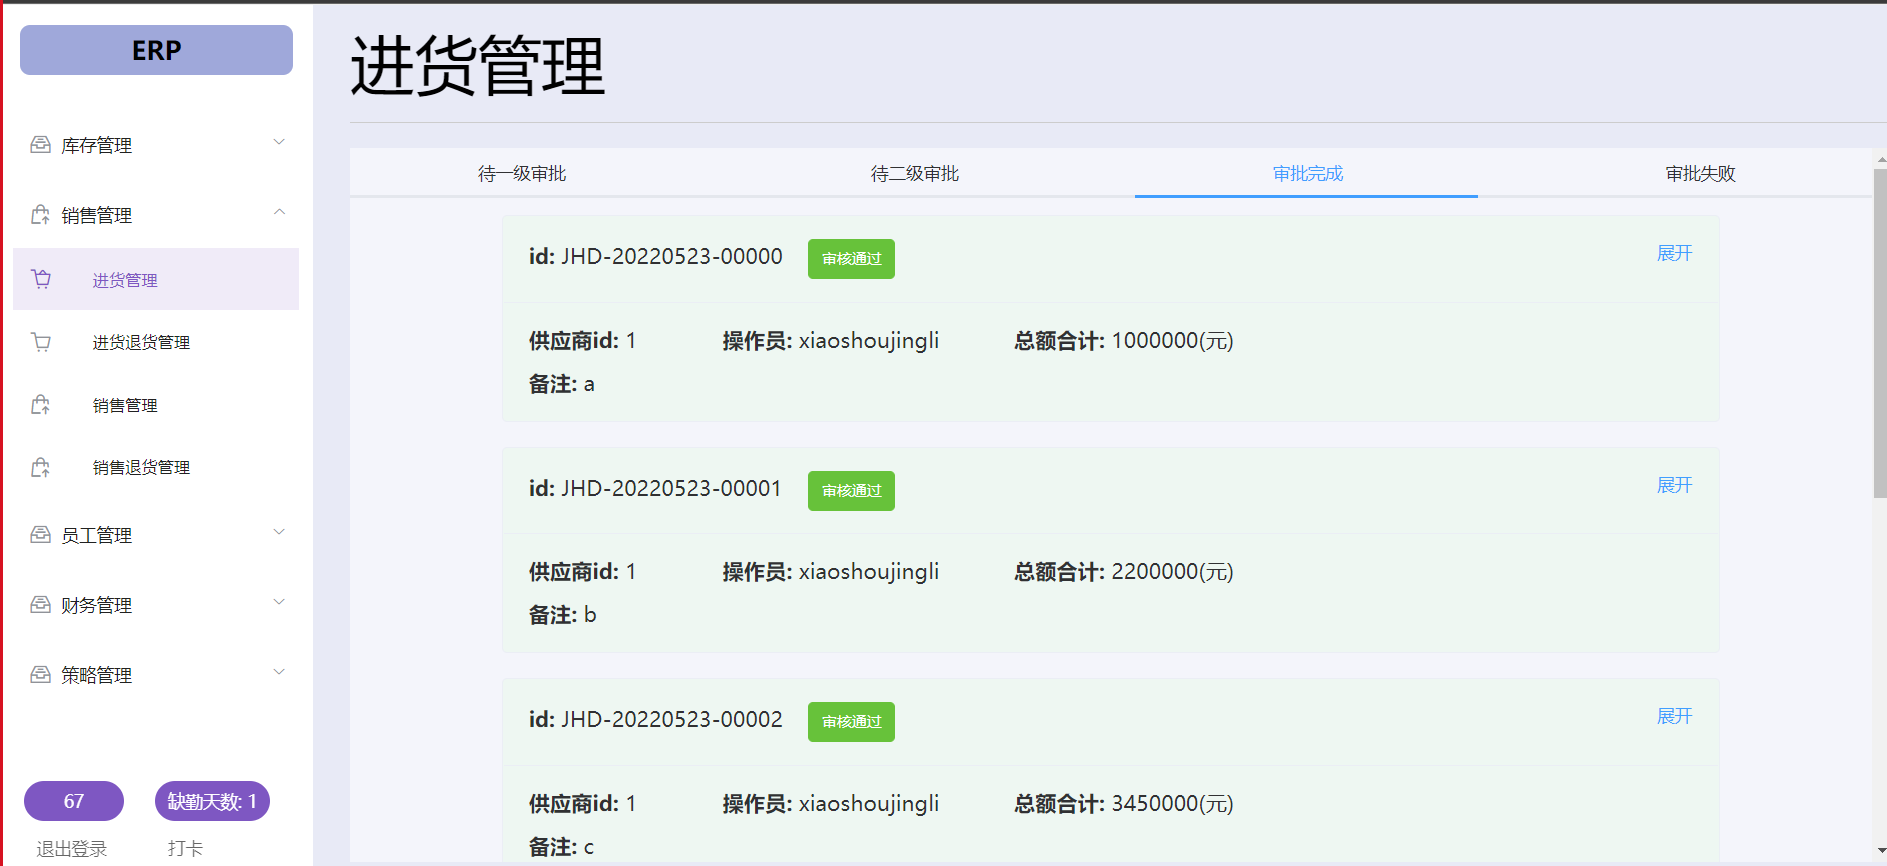 ERP
库存管理
销售管理
进货管理
进货退货管理
销售管理
销售退货管理
员工管理
财务管理
策略管理
67
缺勤天数: 1
退出登录
打卡
进货管理
待一级审批
待二级审批
审批完成
审批失败
id: JHD-20220523-00000 审核通过 展开
供应商id: 1 操作员: xiaoshoujingli 总额合计: 1000000(元)
备注: a
id: JHD-20220523-00001 审核通过 展开
供应商id: 1 操作员: xiaoshoujingli 总额合计: 2200000(元)
备注: b
id: JHD-20220523-00002 审核通过 展开
供应商id: 1 操作员: xiaoshoujingli 总额合计: 3450000(元)
备注: c